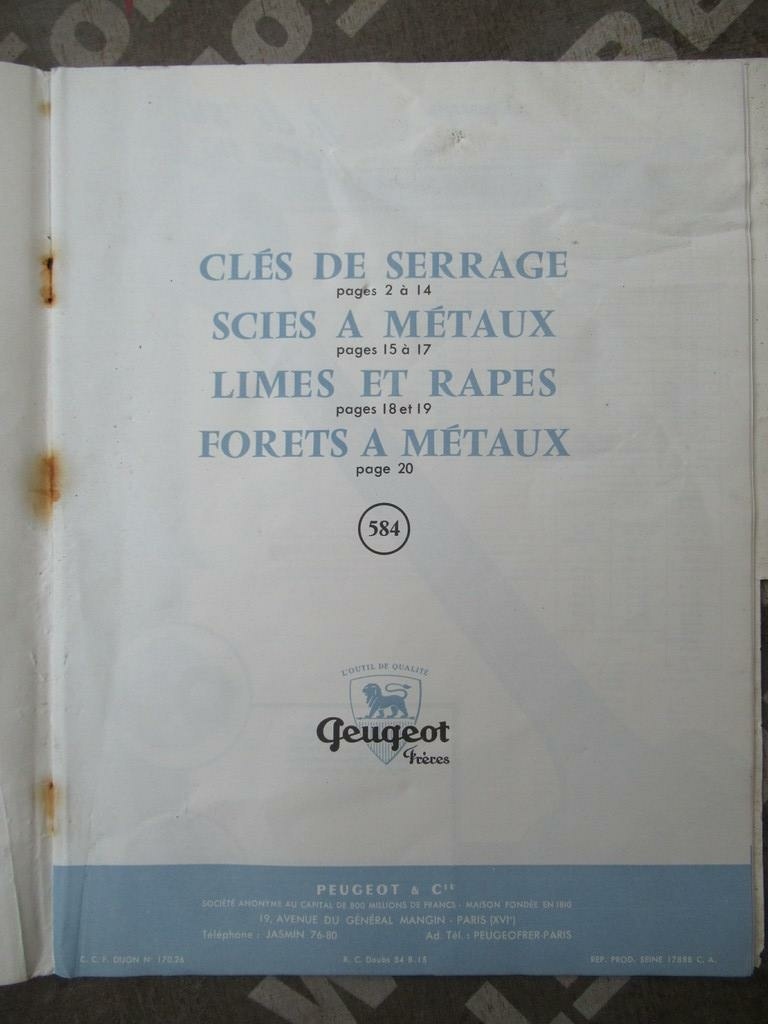 CLÉS DE SERRAGE
pages 2 à 14
SCIES A MÉTAUX
pages 15 à 17
LIMES ET RAPES
pages 18 et 19
FORETS A MÉTAUX
page 20
584
L'OUTIL DE QUALITÉ
Peugeot
Frères
PEUGEOT & Cie
SOCIÉTÉ ANONYME AU CAPITAL DE 800 MILLIONS DE FRANCS - MAISON FONDÉE EN 1810
19, AVENUE DU GÉNÉRAL MANGIN - PARIS (XVIe)
Téléphone : JASMIN 76-80 Ad. Tél. : PEUGEOFRER-PARIS
C. C. P. DIJON N° 170.26 R. C. Doubs 54 B.15 REP. PROD. SEINE 17888 C. A.